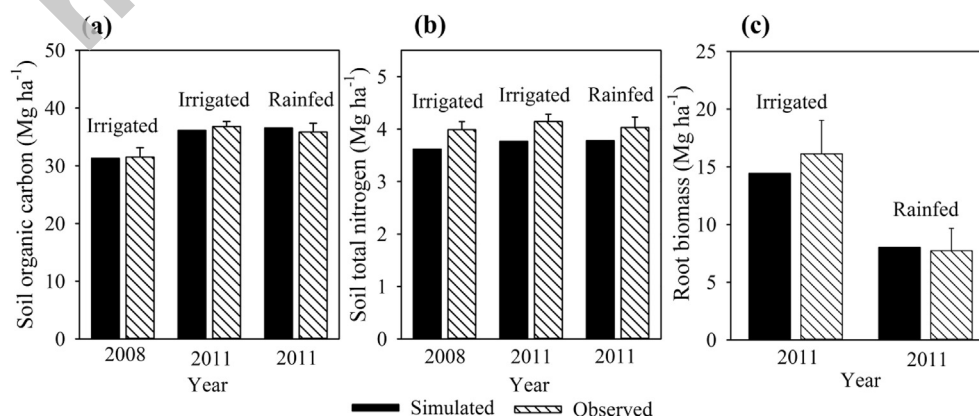 (a)
Soil organic carbon (Mg ha⁻¹)
50
40
30
20
10
0
Irrigated
Irrigated
Rainfed
2008
2011
2011
Year
(b)
Soil total nitrogen (Mg ha⁻¹)
5
4
3
2
1
0
Irrigated
Irrigated
Rainfed
2008
2011
2011
Year
(c)
Root biomass (Mg ha⁻¹)
25
20
15
10
5
0
Irrigated
Rainfed
2011
2011
Year
Simulated
Observed